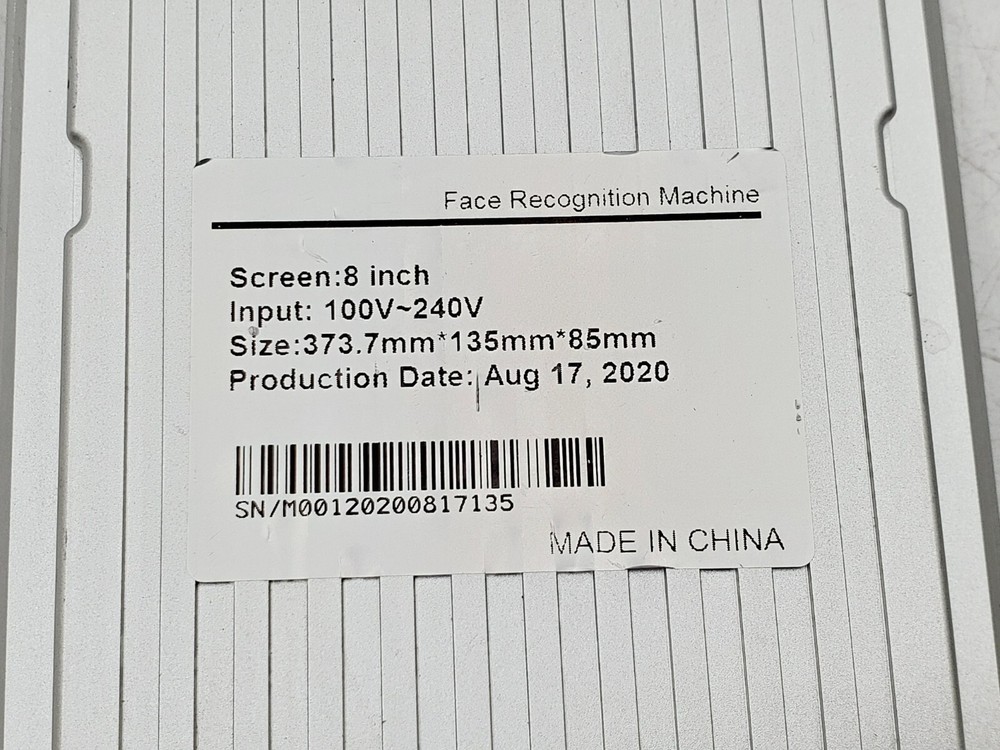 Face Recognition Machine
Screen:8 inch
Input: 100V~240V
Size:373.7mm*135mm*85mm
Production Date: Aug 17, 2020
SN/M00120200817135
MADE IN CHINA